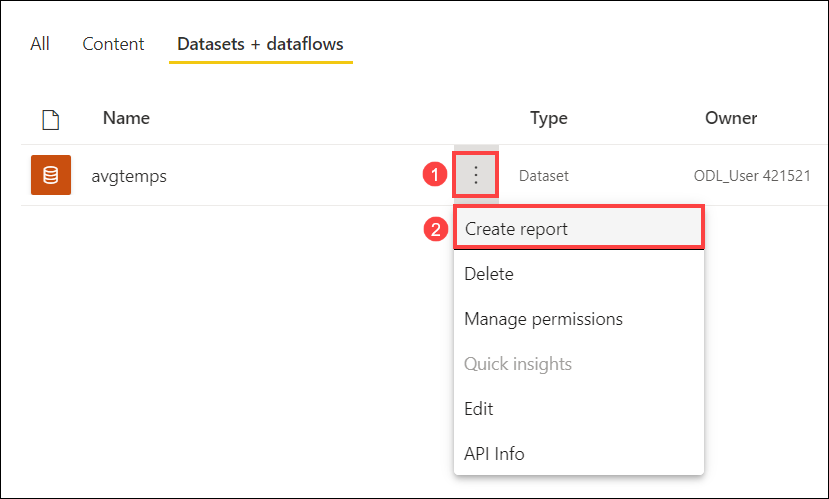 All Content Datasets + dataflows
Name Type Owner
avgtemps 1 ⋮ Dataset ODL_User 421521
2 Create report
Delete
Manage permissions
Quick insights
Edit
API Info